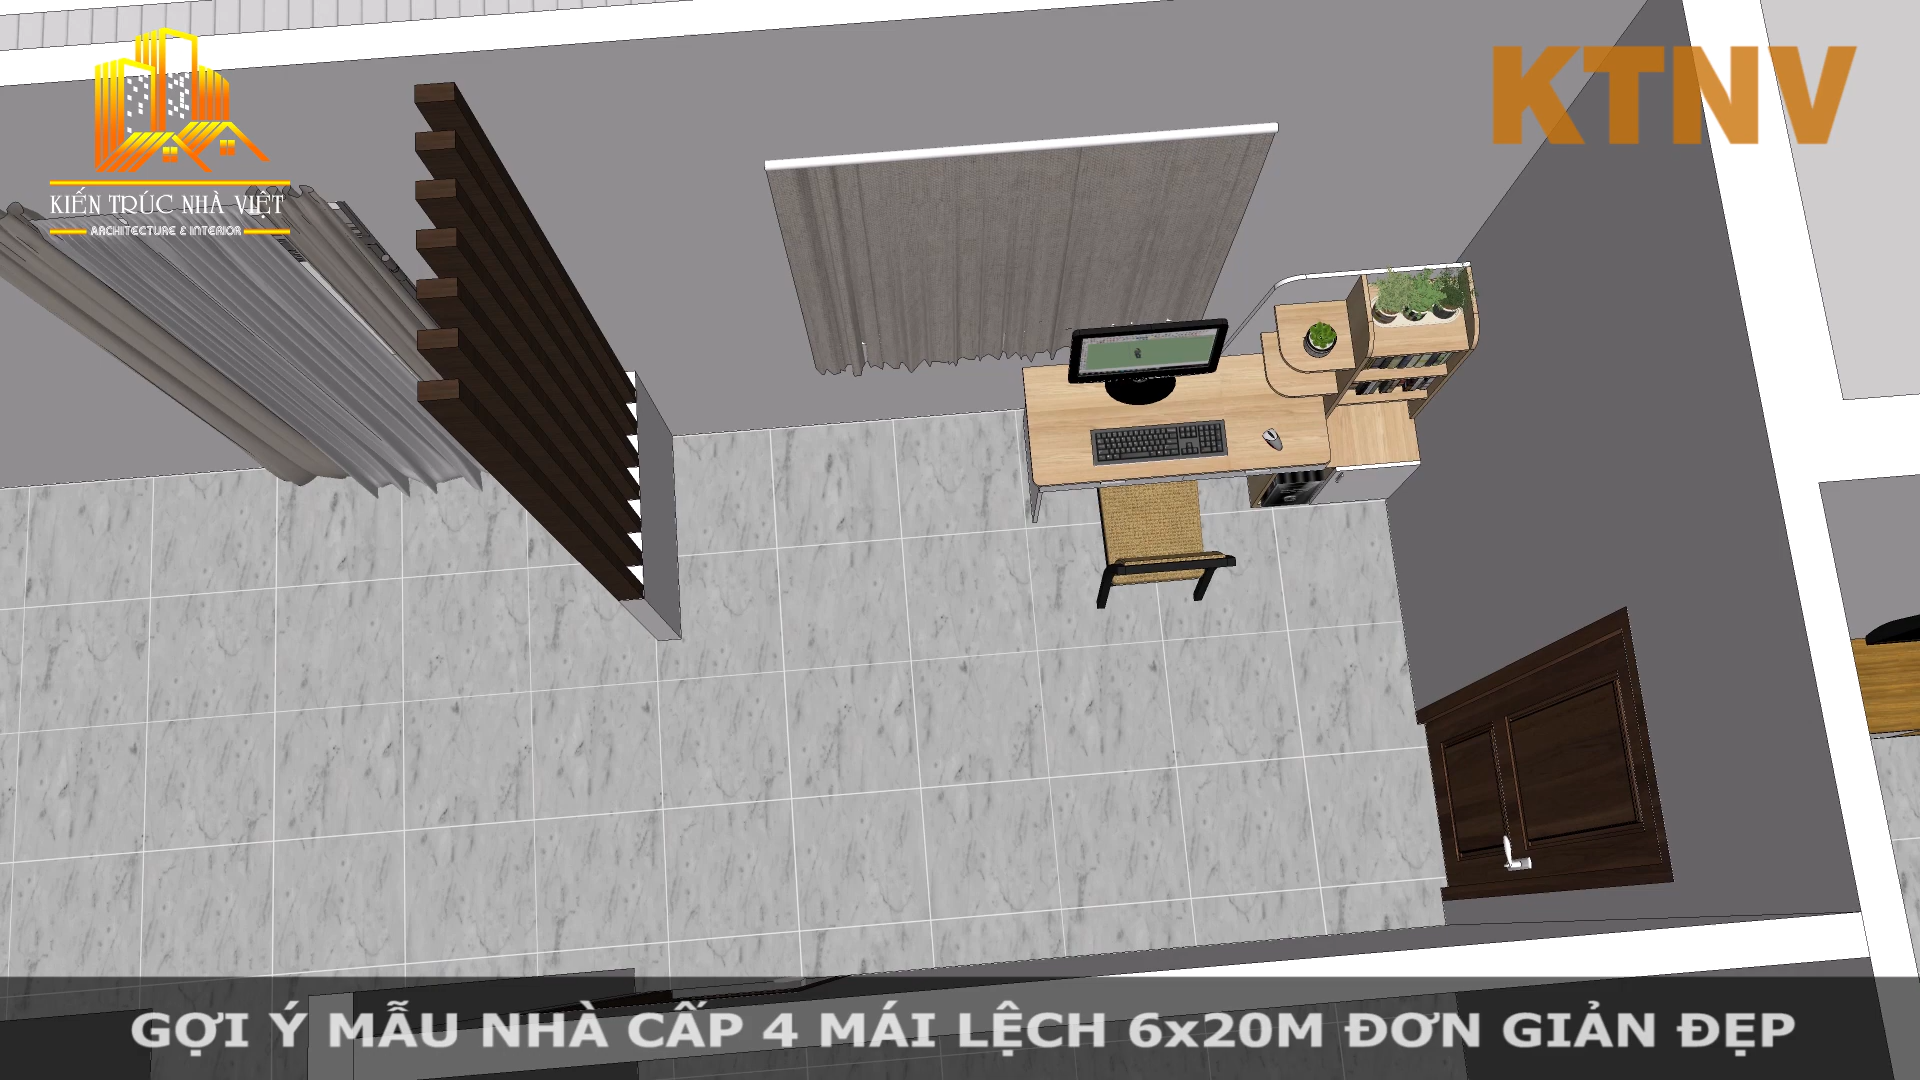 KIẾN TRÚC NHÀ VIỆT
ARCHITECTURE & INTERIOR
KTNV
GỢI Ý MẪU NHÀ CẤP 4 MÁI LỆCH 6x20M ĐƠN GIẢN ĐẸP